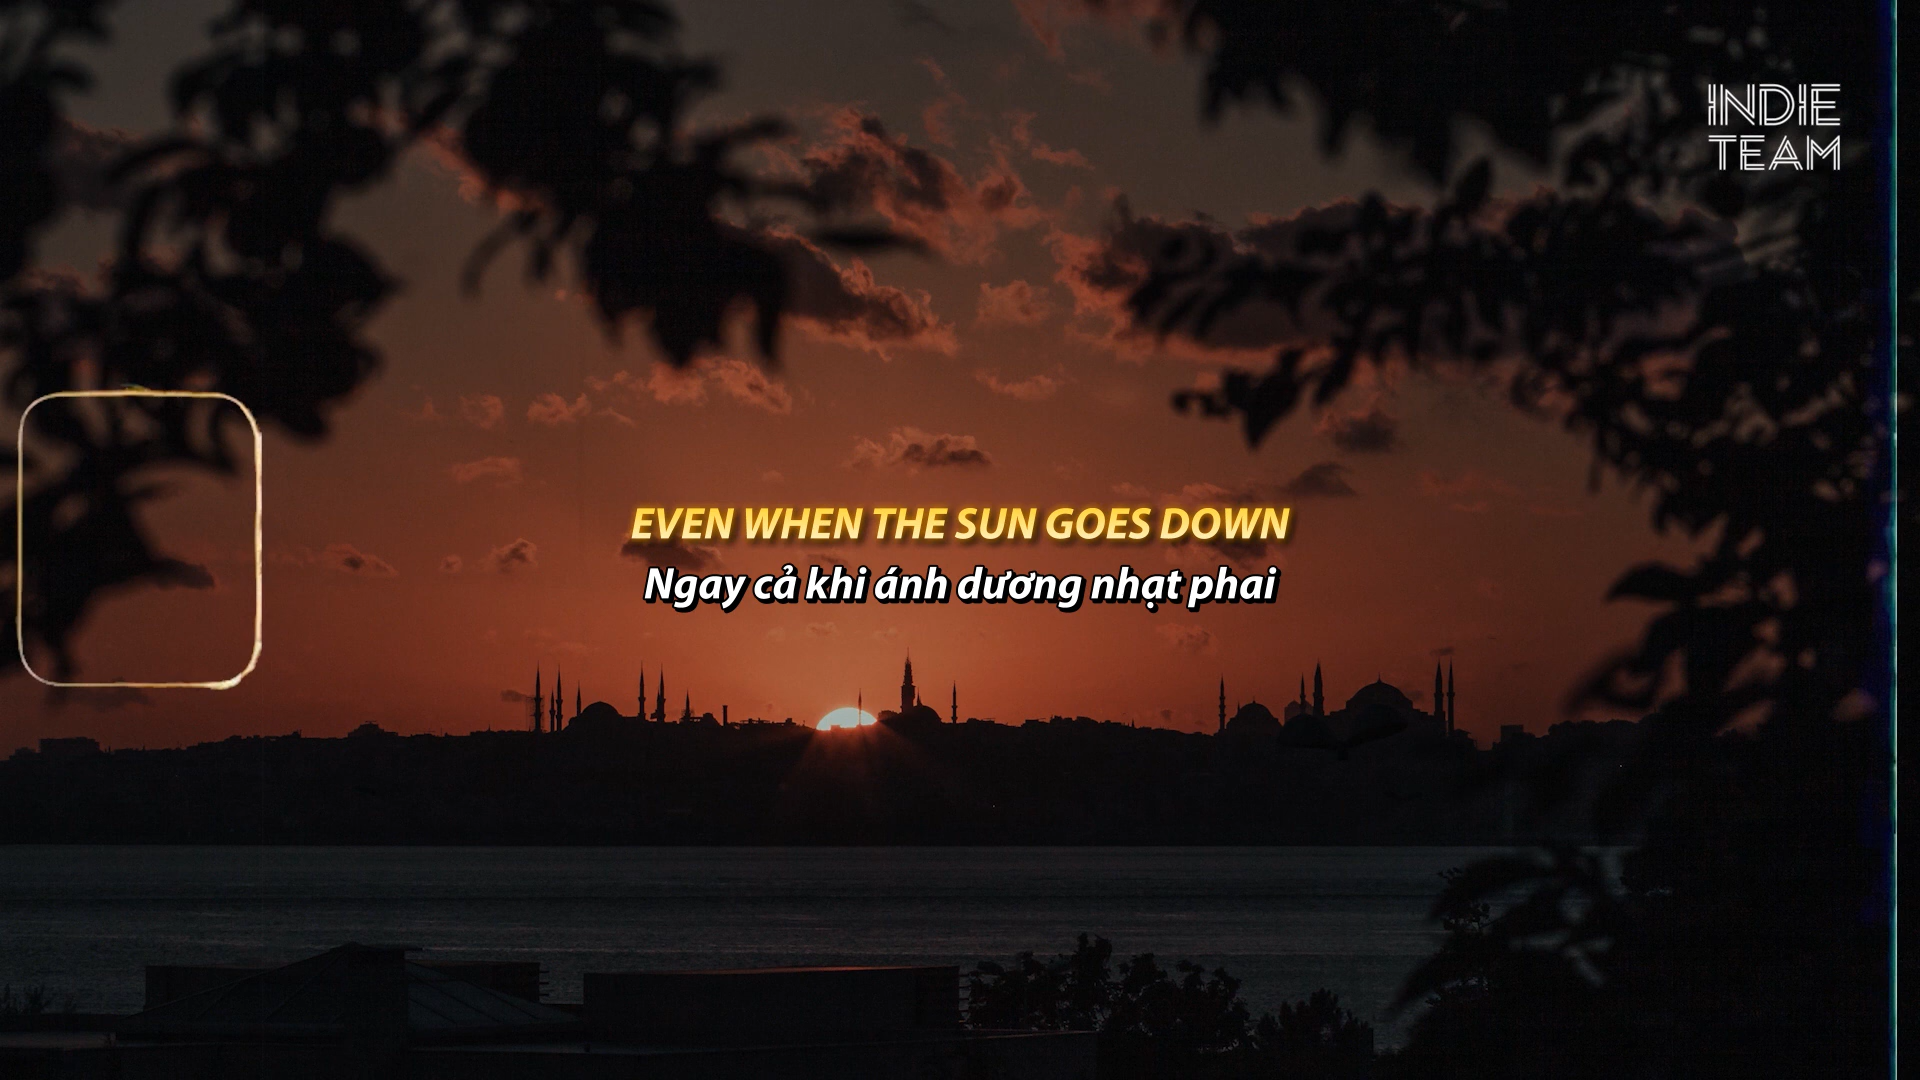 INDIE
TEAM
EVEN WHEN THE SUN GOES DOWN
Ngay cả khi ánh dương nhạt phai